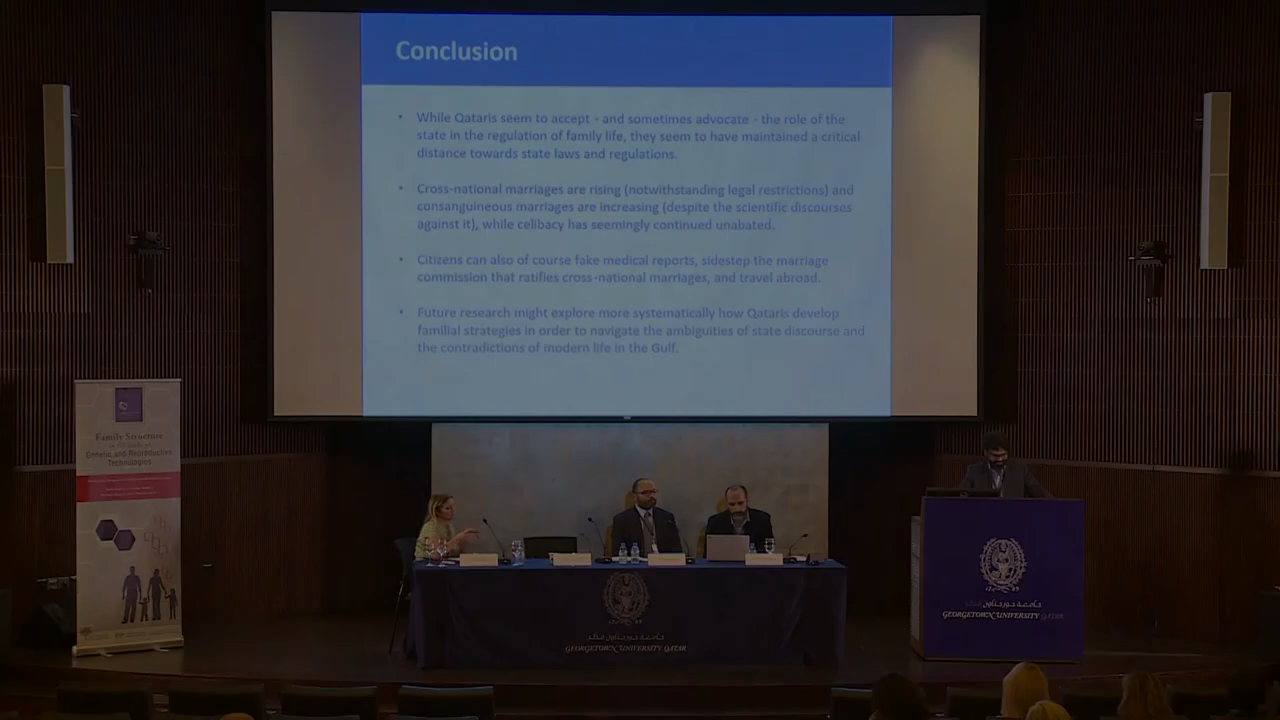 Conclusion
• While Qataris seem to accept - and sometimes advocate - the role of the
state in the regulation of family life, they seem to have maintained a critical
distance towards state laws and regulations.
• Cross-national marriages are rising (notwithstanding legal restrictions) and
consanguineous marriages are increasing (despite the scientific discourses
against it), while celibacy has seemingly continued unabated.
• Citizens can also of course fake medical reports, sidestep the marriage
commission that ratifies cross-national marriages, and travel abroad.
• Future research might explore more systematically how Qataris develop
familial strategies in order to navigate the ambiguities of state discourse and
the contradictions of modern life in the Gulf.
Family Structure
Genetic and Reproductive
Technologies
جامعة جورجتاون قطر
GEORGETOWN UNIVERSITY QATAR
جامعة جورجتاون قطر
GEORGETOWN UNIVERSITY QATAR